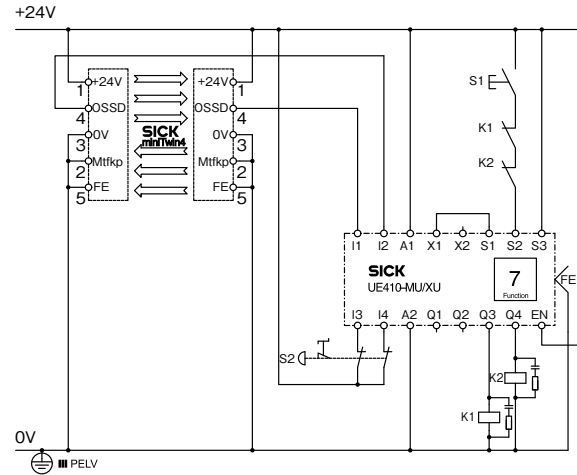 +24V
1 +24V +24V 1
4 OSSD OSSD 4
SICK
miniTwin4
3 0V 0V 3
2 Mtfkp Mtfkp 2
5 FE FE 5
S1
K1
K2
I1 I2 A1 X1 X2 S1 S2 S3
SICK
UE410-MU/XU
7
Function
FE
I3 I4 A2 Q1 Q2 Q3 Q4 EN
S2
K2
K1
0V
III PELV